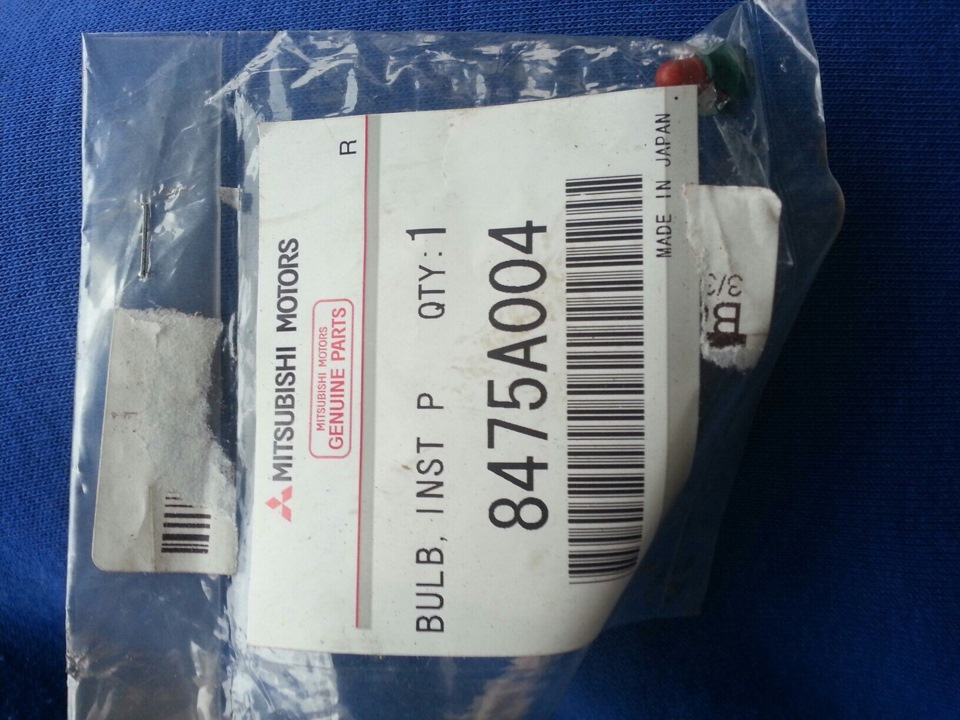 R
MITSUBISHI MOTORS
MITSUBISHI MOTORS
GENUINE PARTS
BULB, INST P QTY:1
8475A004
MADE IN JAPAN